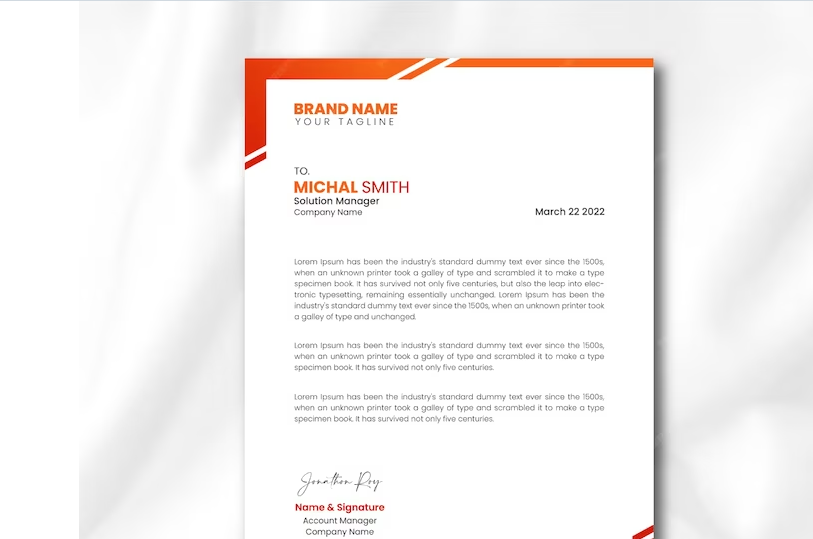 BRAND NAME
YOUR TAGLINE
TO.
MICHAL SMITH
Solution Manager
Company Name
March 22 2022
Lorem Ipsum has been the industry's standard dummy text ever since the 1500s,
when an unknown printer took a galley of type and scrambled it to make a type
specimen book. It has survived not only five centuries, but also the leap into elec-
tronic typesetting, remaining essentially unchanged. Lorem Ipsum has been the
industry's standard dummy text ever since the 1500s, when an unknown printer took
a galley of type and unchanged.
Lorem Ipsum has been the industry's standard dummy text ever since the 1500s,
when an unknown printer took a galley of type and scrambled it to make a type
specimen book. It has survived not only five centuries.
Lorem Ipsum has been the industry's standard dummy text ever since the 1500s,
when an unknown printer took a galley of type and scrambled it to make a type
specimen book. It has survived not only five centuries.
Jonathon Roy
Name & Signature
Account Manager
Company Name